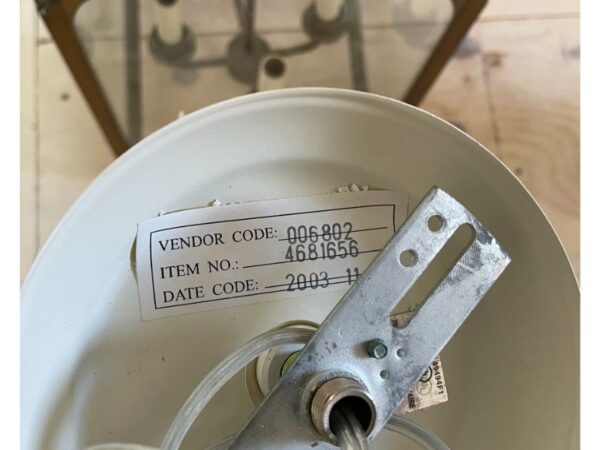 VENDOR CODE: 006802
ITEM NO.: 4681656
DATE CODE: 2003 11